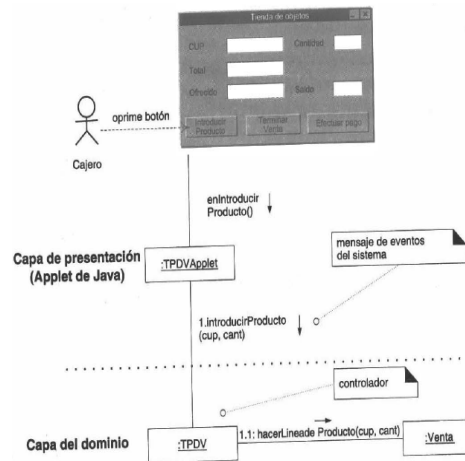 Tienda de objetos
CUP
Cantidad
Total
Ofrecido
Saldo
Introducir
Producto
Terminar
Venta
Efectuar pago
oprime botón
Cajero
enIntroducir
Producto()
mensaje de eventos
del sistema
Capa de presentación
(Applet de Java)
:TPDVApplet
1.introducirProducto
(cup, cant)
controlador
Capa del dominio
:TPDV
1.1: hacerLineade Producto(cup, cant)
:Venta